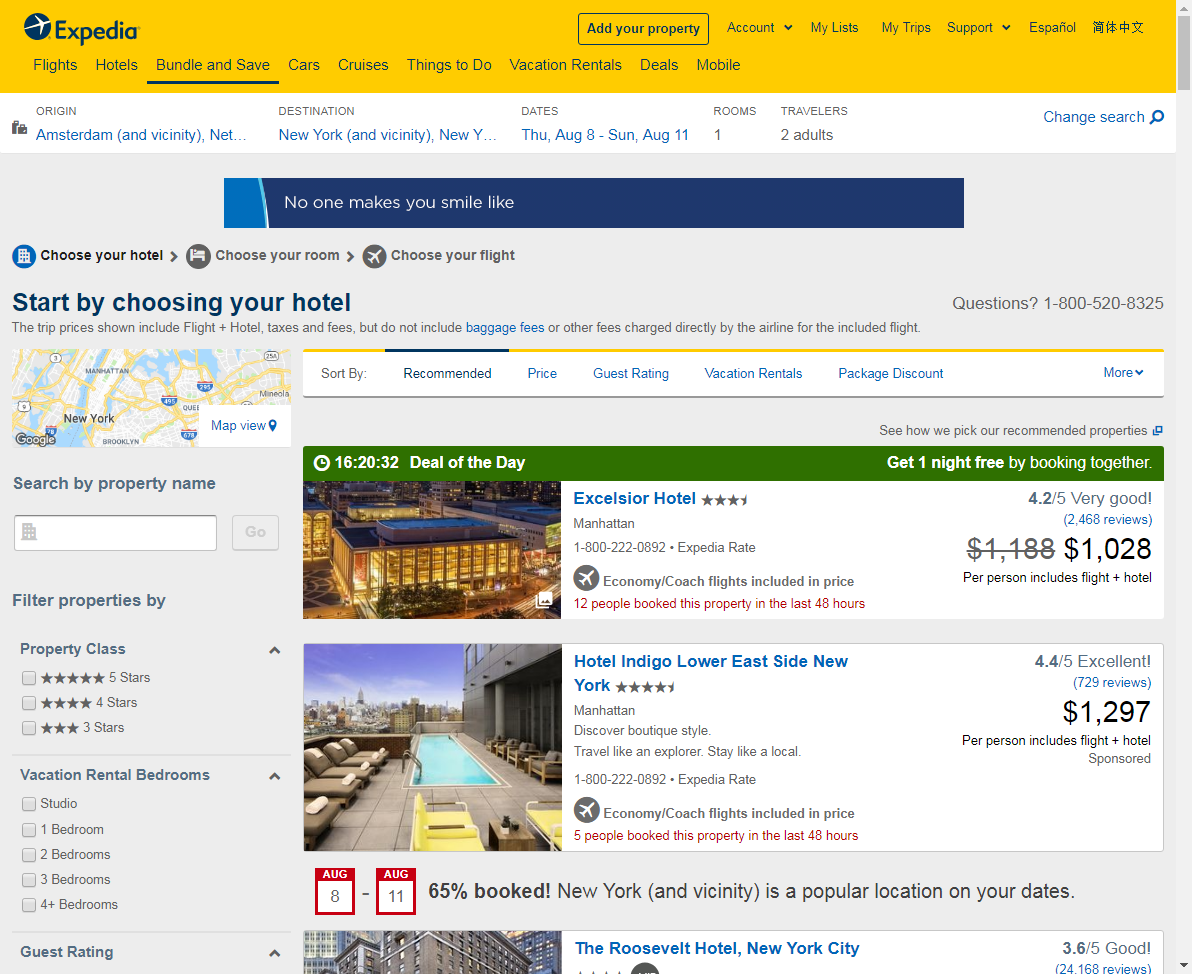 Expedia
Add your property
Account
My Lists
My Trips
Support
Español
简体中文
Flights
Hotels
Bundle and Save
Cars
Cruises
Things to Do
Vacation Rentals
Deals
Mobile
ORIGIN
Amsterdam (and vicinity), Net...
DESTINATION
New York (and vicinity), New Y...
DATES
Thu, Aug 8 - Sun, Aug 11
ROOMS
1
TRAVELERS
2 adults
Change search
No one makes you smile like
Choose your hotel
Choose your room
Choose your flight
Start by choosing your hotel
Questions? 1-800-520-8325
The trip prices shown include Flight + Hotel, taxes and fees, but do not include baggage fees or other fees charged directly by the airline for the included flight.
3
25A
MANHATTAN
295
495
Mineola
9
QUEE
New York
Map view
Google
78
678
BROOKLYN
Sort By:
Recommended
Price
Guest Rating
Vacation Rentals
Package Discount
More
See how we pick our recommended properties
Search by property name
Go
Filter properties by
Property Class
5 Stars
4 Stars
3 Stars
Vacation Rental Bedrooms
Studio
1 Bedroom
2 Bedrooms
3 Bedrooms
4+ Bedrooms
Guest Rating
16:20:32 Deal of the Day
Get 1 night free by booking together.
Excelsior Hotel
4.2/5 Very good!
Manhattan
(2,468 reviews)
1-800-222-0892 • Expedia Rate
$1,188 $1,028
Per person includes flight + hotel
Economy/Coach flights included in price
12 people booked this property in the last 48 hours
Hotel Indigo Lower East Side New
York
4.4/5 Excellent!
(729 reviews)
Manhattan
$1,297
Discover boutique style.
Travel like an explorer. Stay like a local.
Per person includes flight + hotel
Sponsored
1-800-222-0892 • Expedia Rate
Economy/Coach flights included in price
5 people booked this property in the last 48 hours
AUG
8
-
AUG
11
65% booked! New York (and vicinity) is a popular location on your dates.
The Roosevelt Hotel, New York City
3.6/5 Good!
(24,168 reviews)